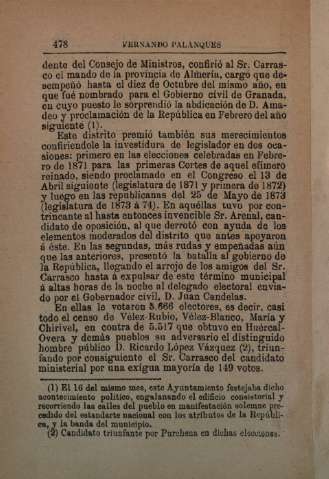 478 FERNANDO PALANQUES
dente del Consejo de Ministros, confirió al Sr. Carras-
co el mando de la provincia de Almería, cargo que de-
sempeñó hasta el diez de Octubre del mismo año, en
que fué nombrado para el Gobierno civil de Granada,
en cuyo puesto le sorprendió la abdicación de D. Ama-
deo y proclamación de la República en Febrero del año
siguiente (1).
Este distrito premió también sus merecimientos
confiriendole la investidura de legislador en dos oca-
siones: primero en las elecciones celebradas en Febre-
ro de 1871 para las primeras Cortes de aquel efímero
reinado, siendo proclamado en el Congreso el 13 de
Abril siguiente (legislatura de 1871 y primera de 1872)
y luego en las republicanas del 25 de Mayo de 1873
(legislatura de 1873 á 74). En aquéllas tuvo por con-
trincante al hasta entonces invencible Sr. Arenal, can-
didato de oposición, al que derrotó con ayuda de los
elementos moderados del distrito que antes apoyaron
á éste. En las segundas, más rudas y empeñadas aún
que las anteriores, presentó la batalla al gobierno de
la República, llegando el arrojo de los amigos del Sr.
Carrasco hasta á expulsar de este término municipal
á altas horas de la noche al delegado electoral envia-
do por el Gobernador civil, D. Juan Candelas.
En ellas le votaron 5.666 electores, es decir, casi
todo el censo de Vélez-Rubio, Vélez-Blanco, María y
Chirivel, en contra de 5.517 que obtuvo en Huércal-
Overa y demás pueblos su adversario el distinguido
hombre público D. Ricardo López Vázquez (2), triun-
fando por consiguiente el Sr. Carrasco del candidato
ministerial por una exígua mayoría de 149 votos.
(1) El 16 del mismo mes, este Ayuntamiento festejaba dicho
acontecimiento político, engalanando el edificio consistorial y
recorriendo las calles del pueblo en manifestación solemne pre-
cedido del estandarte nacional con los atributos de la Repúbli-
ca, y la banda del municipio.
(2) Candidato triunfante por Purchena en dichas elecciones.